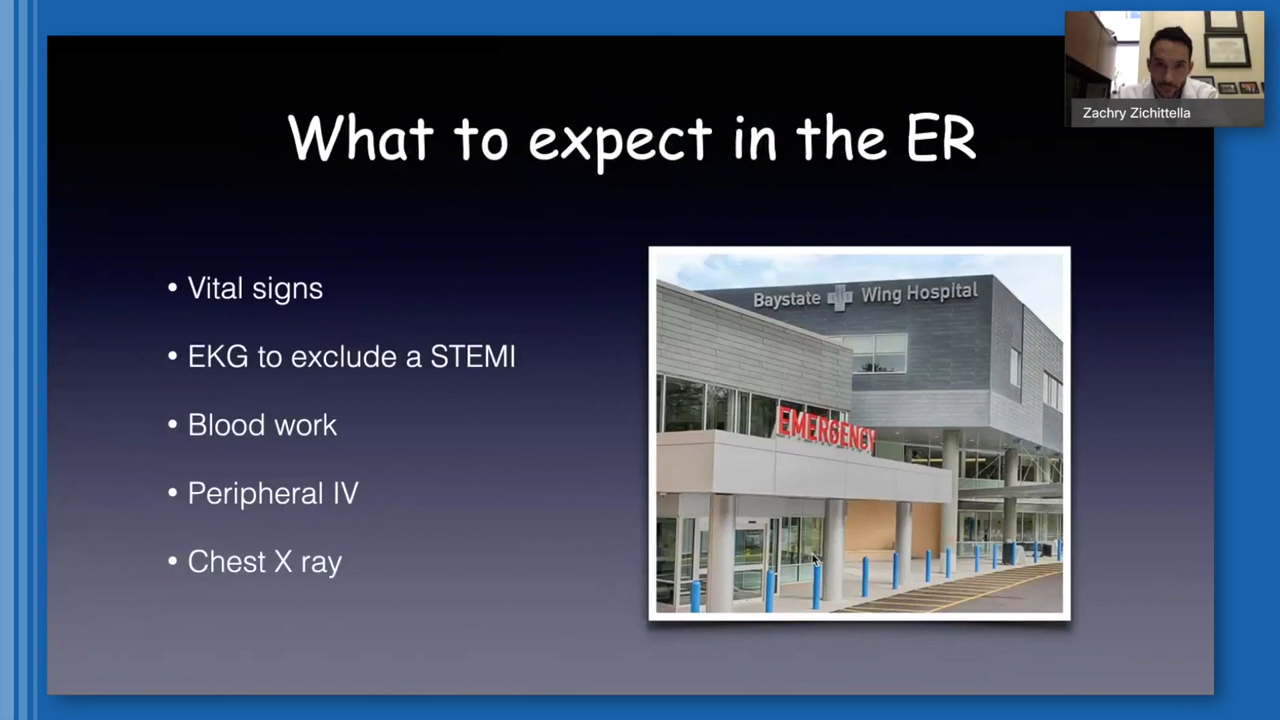 Zachry Zichittella
What to expect in the ER
• Vital signs
• EKG to exclude a STEMI
• Blood work
• Peripheral IV
• Chest X ray
Baystate Wing Hospital
EMERGENCY